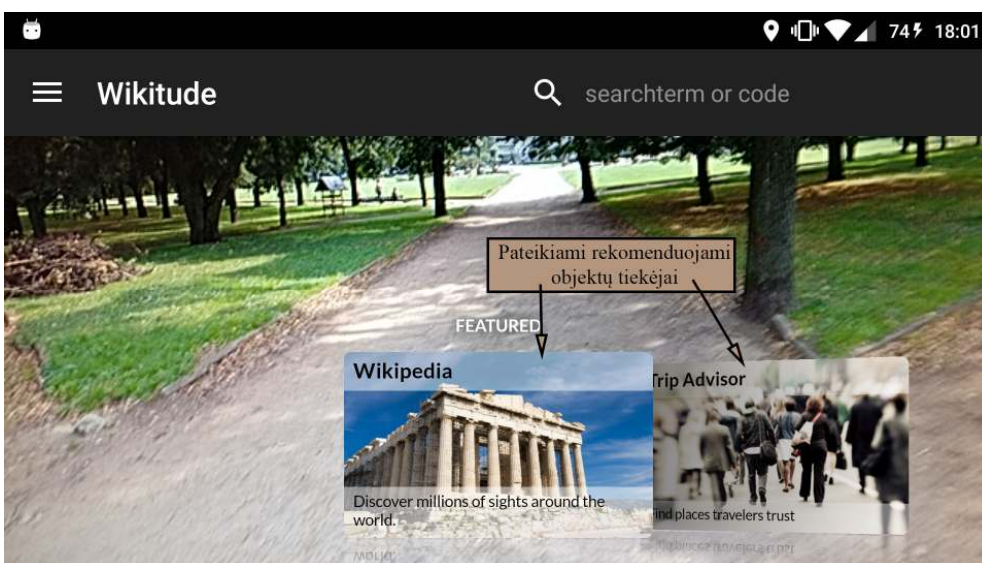 74 18:01
Wikitude
searchterm or code
Pateikiami rekomenduojami
objektų tiekėjai
FEATURED
Wikipedia
Trip Advisor
Discover millions of sights around the
world.
find places travelers trust